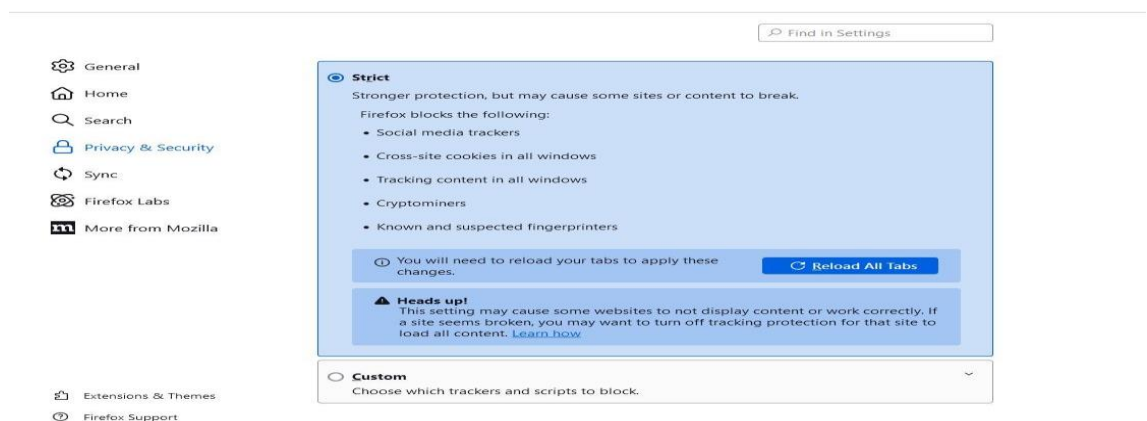 Find in Settings
General
Home
Search
Privacy & Security
Sync
Firefox Labs
More from Mozilla
Strict
Stronger protection, but may cause some sites or content to break.
Firefox blocks the following:
• Social media trackers
• Cross-site cookies in all windows
• Tracking content in all windows
• Cryptominers
• Known and suspected fingerprinters
You will need to reload your tabs to apply these
changes.
Reload All Tabs
Heads up!
This setting may cause some websites to not display content or work correctly. If
a site seems broken, you may want to turn off tracking protection for that site to
load all content. Learn how
Custom
Choose which trackers and scripts to block.
Extensions & Themes
Firefox Support